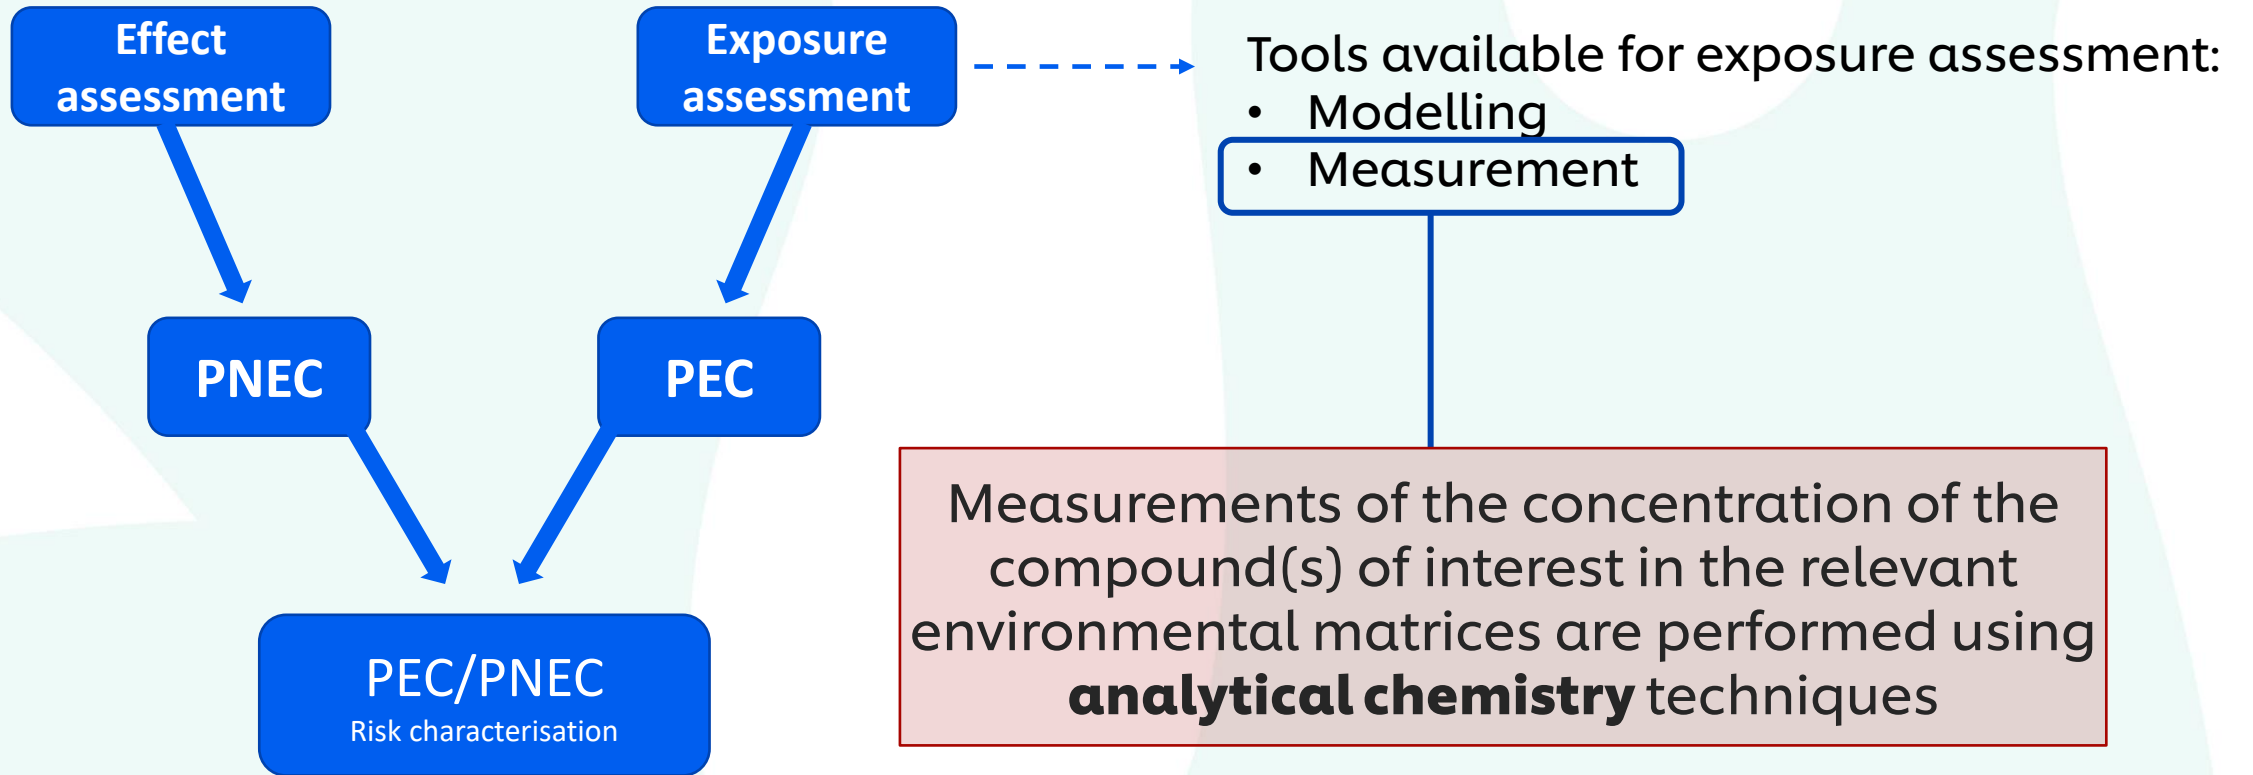 Effect
assessment
Exposure
assessment
Tools available for exposure assessment:
• Modelling
• Measurement
PNEC
PEC
Measurements of the concentration of the
compound(s) of interest in the relevant
environmental matrices are performed using
analytical chemistry techniques
PEC/PNEC
Risk characterisation